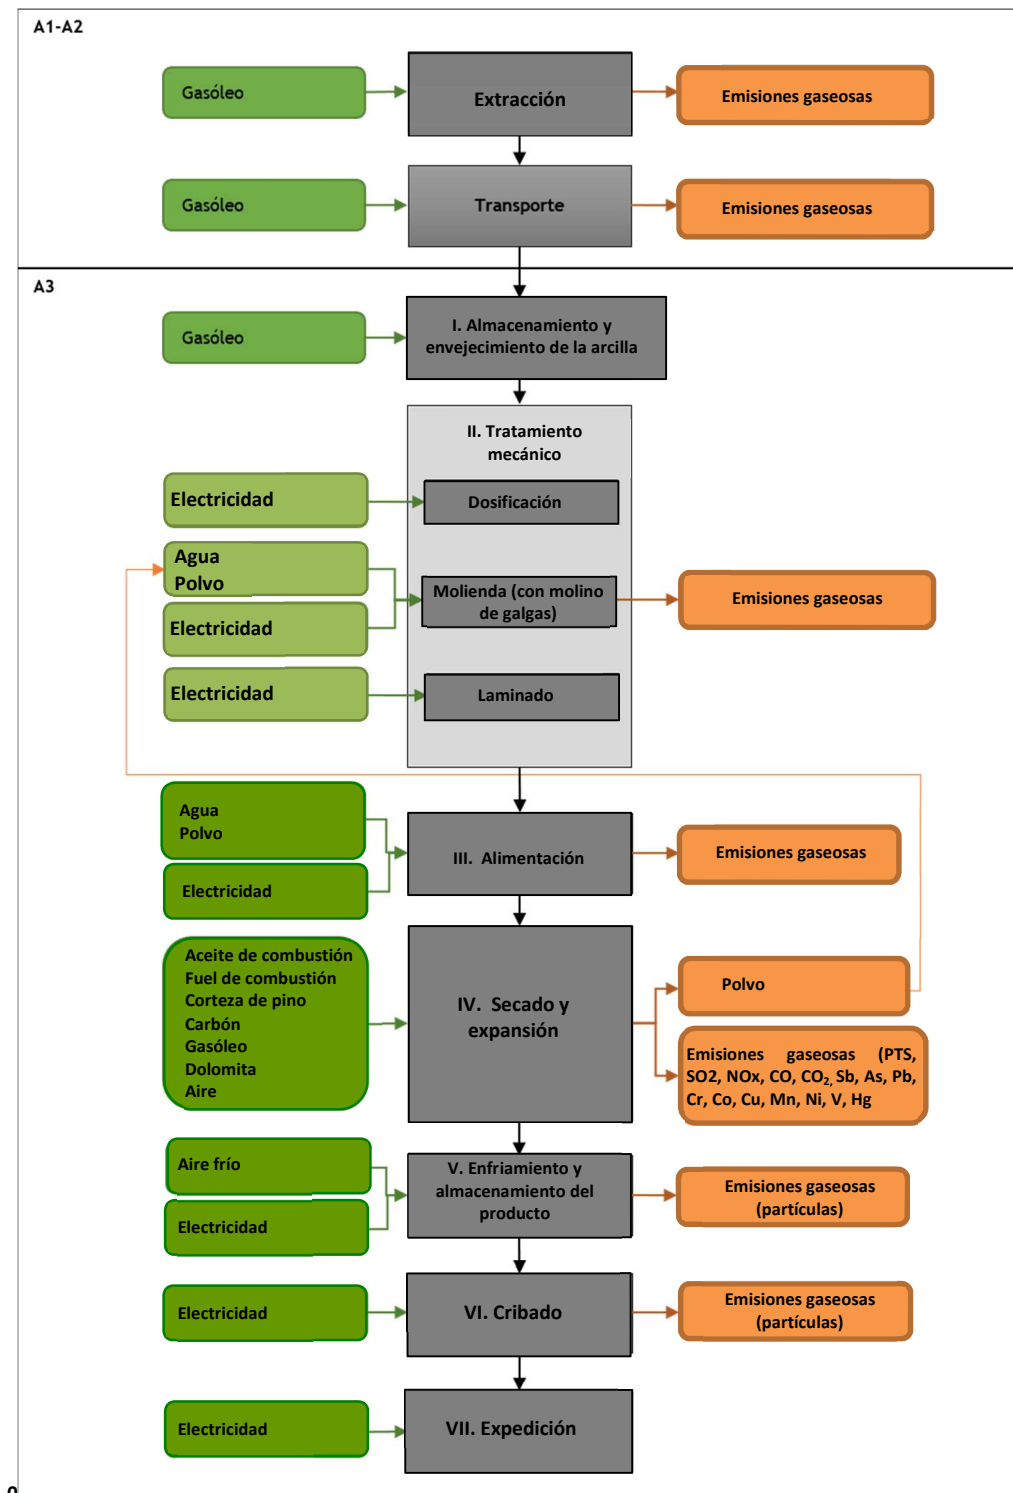 A1-A2
Gasóleo
Extracción
Emisiones gaseosas
Gasóleo
Transporte
Emisiones gaseosas
A3
Gasóleo
I. Almacenamiento y
envejecimiento de la arcilla
II. Tratamiento
mecánico
Electricidad
Dosificación
Agua
Polvo
Molienda (con molino
de galgas)
Emisiones gaseosas
Electricidad
Electricidad
Laminado
Agua
Polvo
III. Alimentación
Emisiones gaseosas
Electricidad
Aceite de combustión
Fuel de combustión
Corteza de pino
Carbón
Gasóleo
Dolomita
Aire
IV. Secado y
expansión
Polvo
Emisiones gaseosas (PTS,
SO2, NOx, CO, CO₂, Sb, As, Pb,
Cr, Co, Cu, Mn, Ni, V, Hg
Aire frío
V. Enfriamiento y
almacenamiento del
producto
Emisiones gaseosas
(partículas)
Electricidad
Electricidad
VI. Cribado
Emisiones gaseosas
(partículas)
Electricidad
VII. Expedición